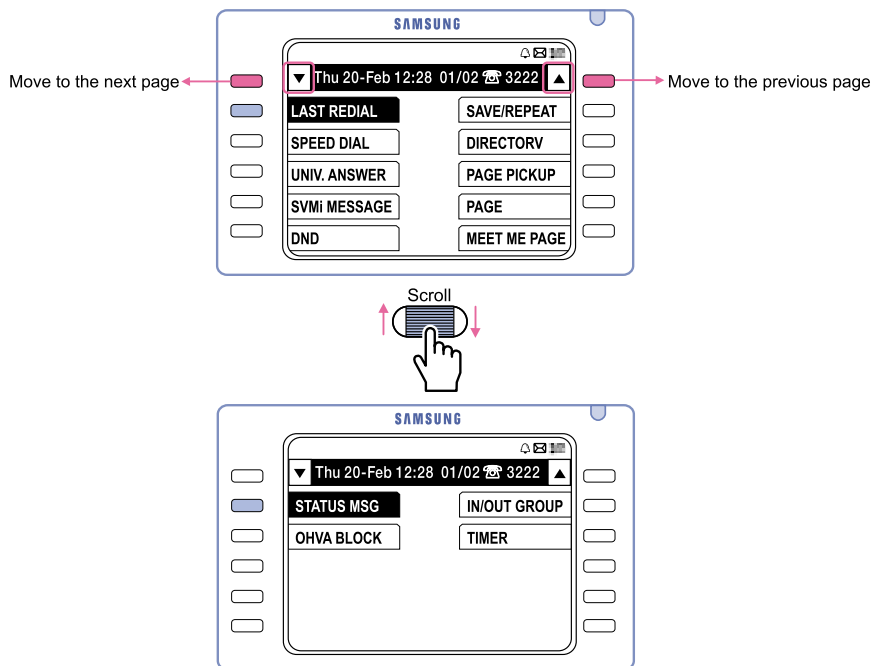 SAMSUNG
Move to the next page
▼ Thu 20-Feb 12:28 01/02 ☎ 3222 ▲
Move to the previous page
LAST REDIAL SAVE/REPEAT
SPEED DIAL DIRECTORV
UNIV. ANSWER PAGE PICKUP
SVMi MESSAGE PAGE
DND MEET ME PAGE
Scroll
SAMSUNG
▼ Thu 20-Feb 12:28 01/02 ☎ 3222 ▲
STATUS MSG IN/OUT GROUP
OHVA BLOCK TIMER